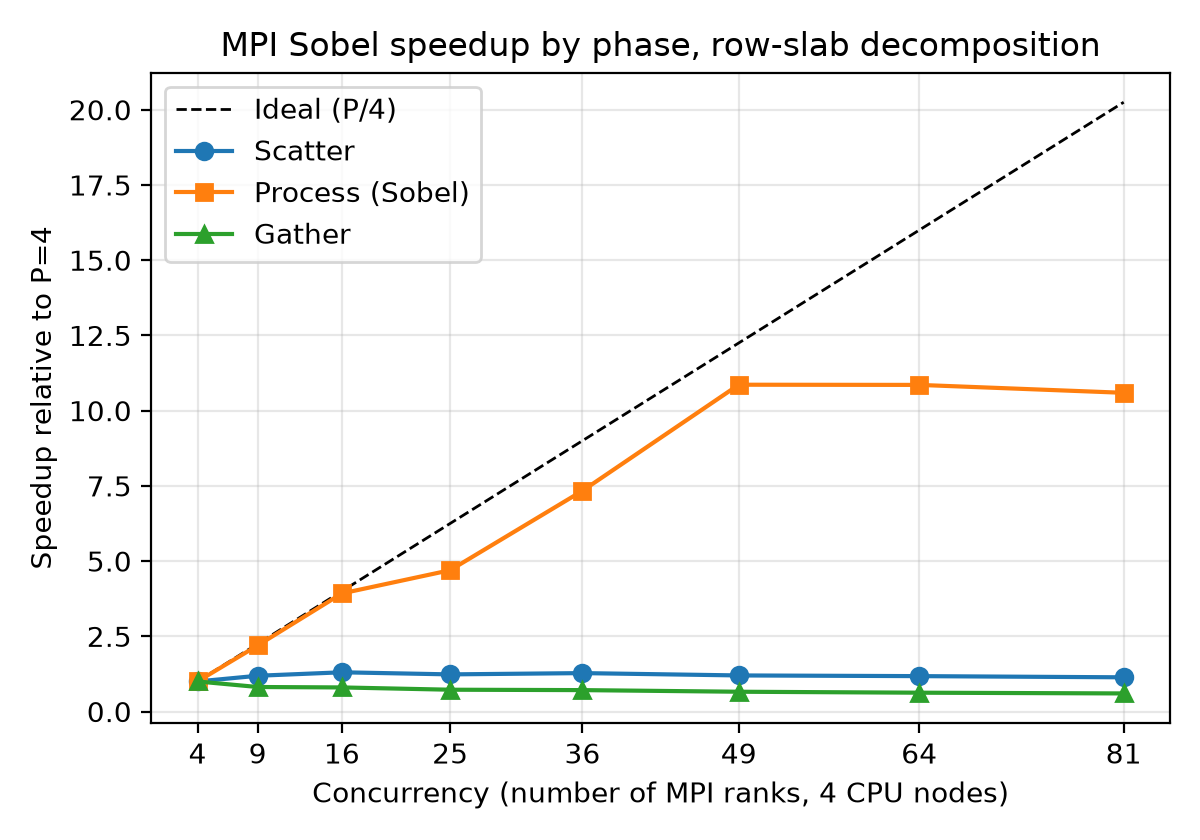 MPI Sobel speedup by phase, row-slab decomposition
Ideal (P/4)
Scatter
Process (Sobel)
Gather
Speedup relative to P=4
20.0
17.5
15.0
12.5
10.0
7.5
5.0
2.5
0.0
4 9 16 25 36 49 64 81
Concurrency (number of MPI ranks, 4 CPU nodes)